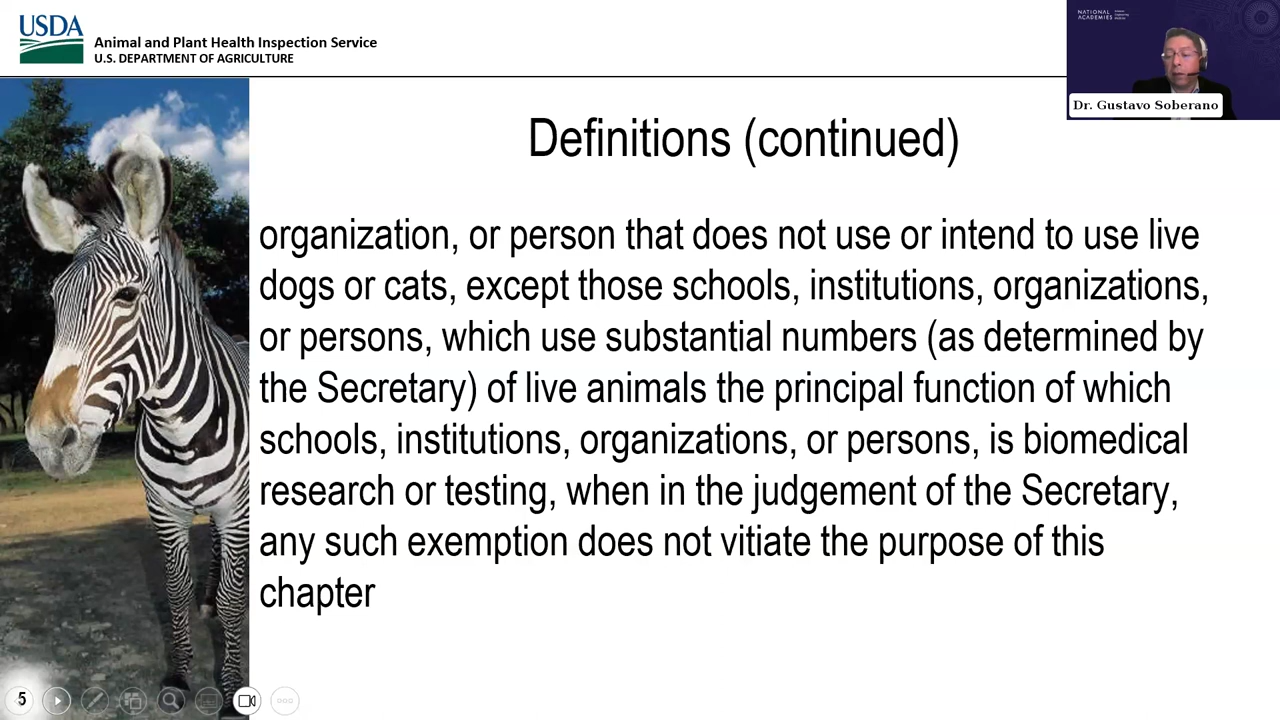 USDA
Animal and Plant Health Inspection Service
U.S. DEPARTMENT OF AGRICULTURE
NATIONAL
ACADEMIES
Dr. Gustavo Soberano
Definitions (continued)
organization, or person that does not use or intend to use live
dogs or cats, except those schools, institutions, organizations,
or persons, which use substantial numbers (as determined by
the Secretary) of live animals the principal function of which
schools, institutions, organizations, or persons, is biomedical
research or testing, when in the judgement of the Secretary,
any such exemption does not vitiate the purpose of this
chapter
5